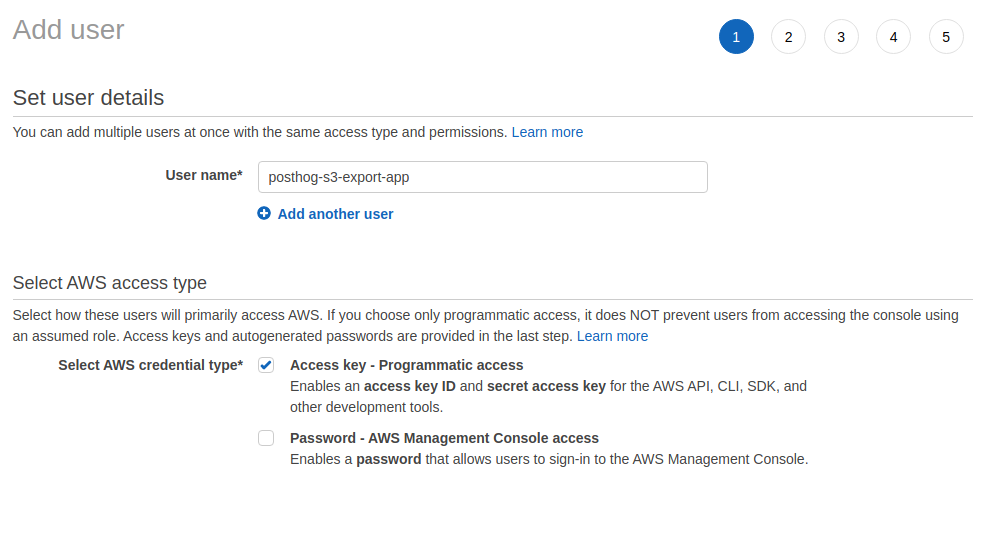 Add user
1 2 3 4 5
Set user details
You can add multiple users at once with the same access type and permissions. Learn more
User name* posthog-s3-export-app
Add another user
Select AWS access type
Select how these users will primarily access AWS. If you choose only programmatic access, it does NOT prevent users from accessing the console using
an assumed role. Access keys and autogenerated passwords are provided in the last step. Learn more
Select AWS credential type* Access key - Programmatic access
Enables an access key ID and secret access key for the AWS API, CLI, SDK, and
other development tools.
Password - AWS Management Console access
Enables a password that allows users to sign-in to the AWS Management Console.